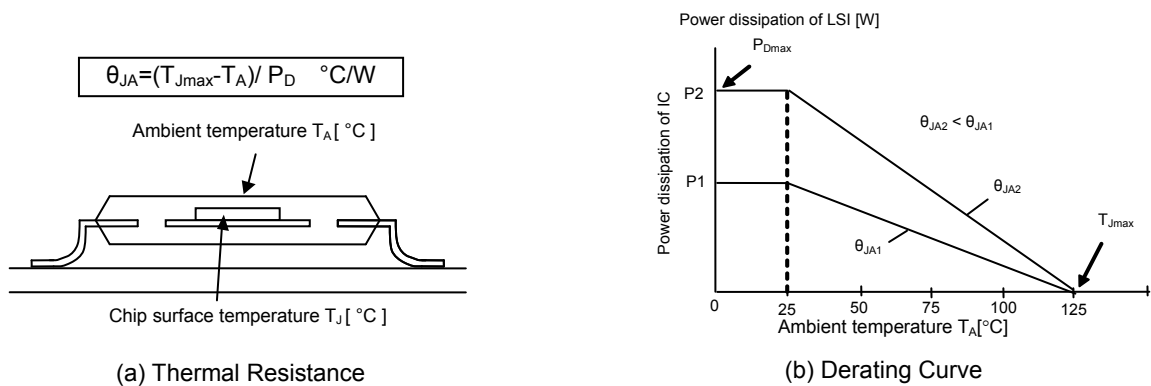 θJA=(TJmax-TA)/ PD °C/W
Ambient temperature TA[ °C ]
Chip surface temperature TJ[ °C ]
(a) Thermal Resistance
Power dissipation of LSI [W]
PDmax
P2
θJA2 < θJA1
Power dissipation of IC
P1
θJA2
TJmax
θJA1
0 25 50 75 100 125
Ambient temperature TA[°C]
(b) Derating Curve